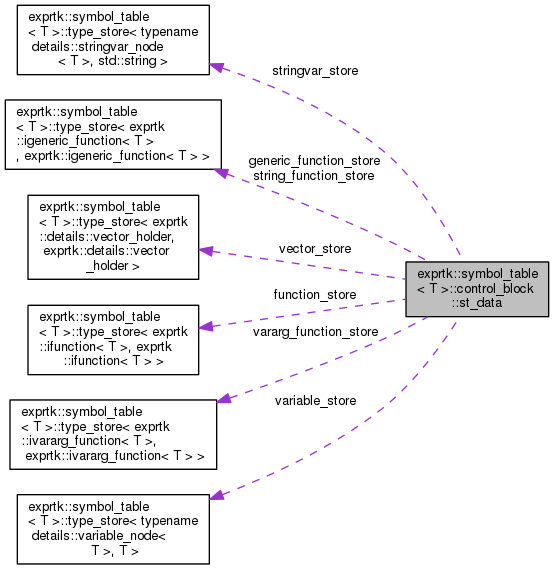 exprtk::symbol_table
< T >::type_store< typename
details::stringvar_node
< T >, std::string >
stringvar_store
exprtk::symbol_table
< T >::type_store< exprtk
::igeneric_function< T >
, exprtk::igeneric_function< T > >
generic_function_store
string_function_store
exprtk::symbol_table
< T >::type_store< exprtk
::details::vector_holder,
exprtk::details::vector
_holder >
vector_store
exprtk::symbol_table
< T >::control_block
::st_data
function_store
exprtk::symbol_table
< T >::type_store< exprtk
::ifunction< T >, exprtk
::ifunction< T > >
vararg_function_store
exprtk::symbol_table
< T >::type_store< exprtk
::ivararg_function< T >,
exprtk::ivararg_function< T > >
variable_store
exprtk::symbol_table
< T >::type_store< typename
details::variable_node<
T >, T >